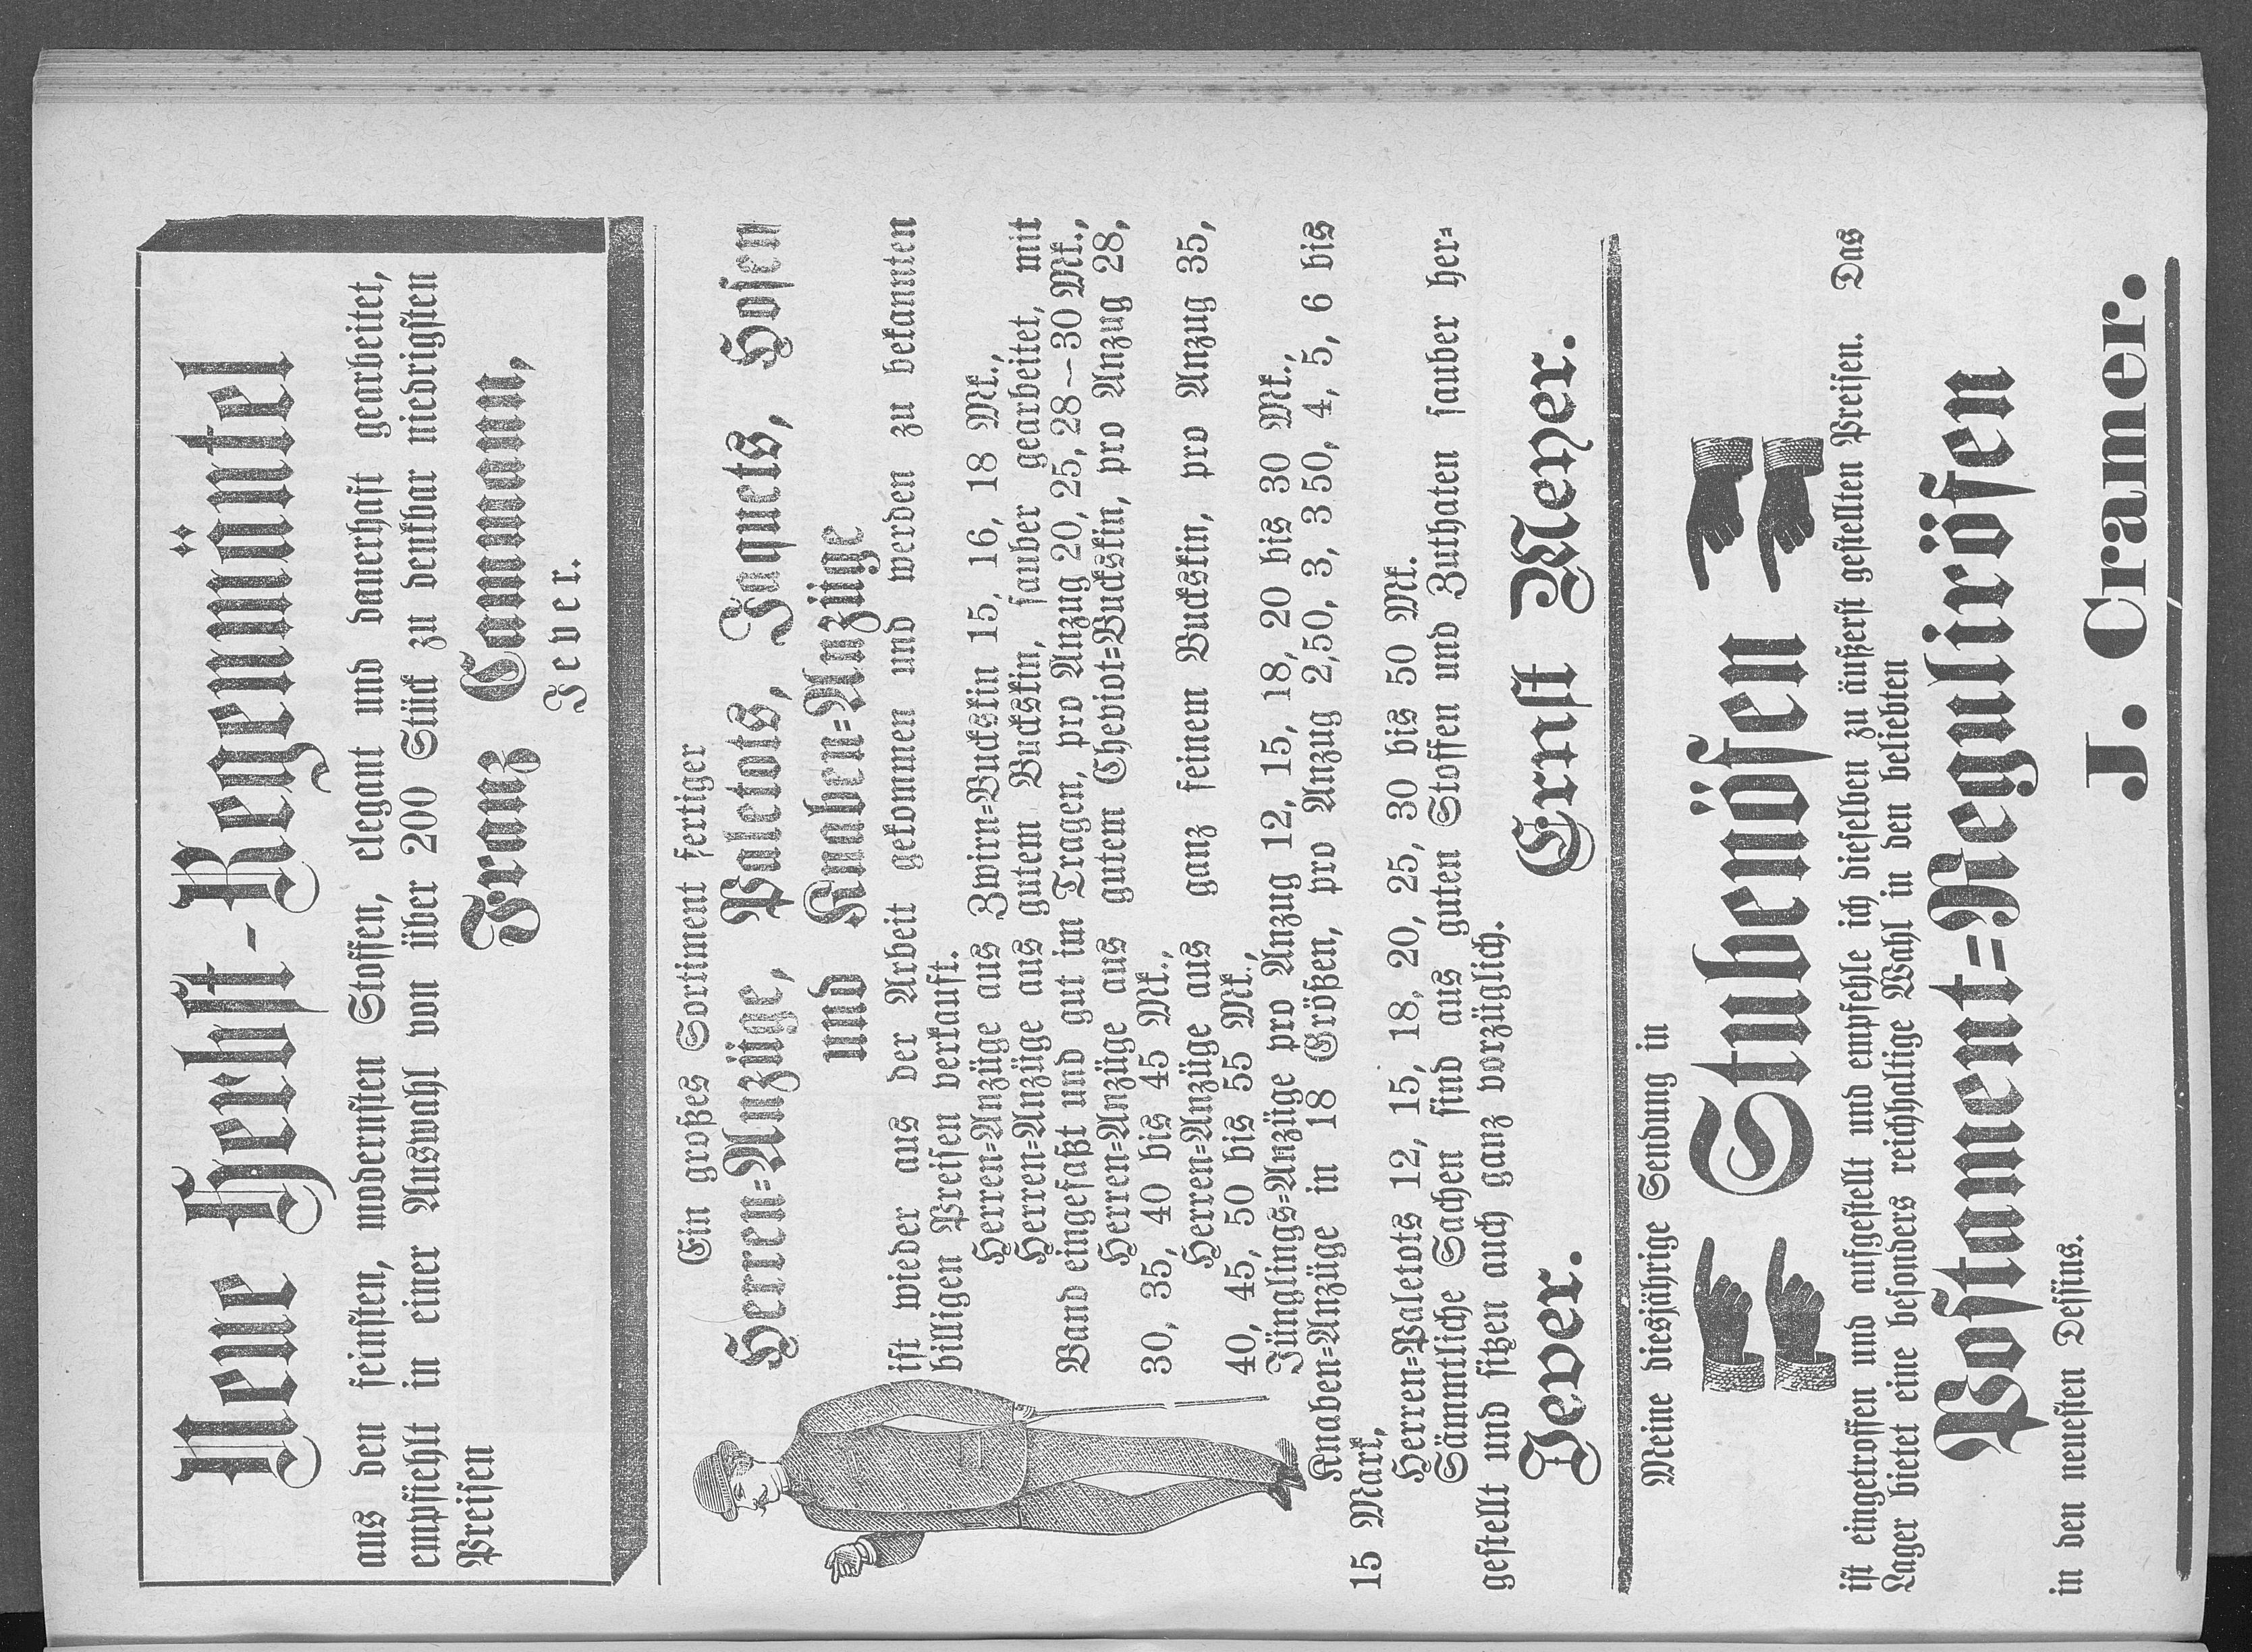 Neue Herbst-Regenmäntel
aus den feinsten, modernsten Stoffen, elegant und dauerhaft gearbeitet,
empfiehlt in einer Auswahl von über 200 Stück zu denkbar niedrigsten
Preisen
Franz Cammann,
Jever.
Ein großes Sortiment fertiger
Herren=Anzüge, Paletots, Jaquets, Hosen
und Knaben=Anzüge
ist wieder aus der Arbeit gekommen und werden zu bekannten
billigen Preisen verkauft.
Herren=Anzüge aus Zwirn=Buckskin 15, 16, 18 Mk.,
Herren=Anzüge aus gutem Buckskin, sauber gearbeitet, mit
Band eingefaßt und gut im Tragen, pro Anzug 20, 25, 28—30 Mk.,
Herren=Anzüge aus gutem Cheviot=Buckskin, pro Anzug 28,
30, 35, 40 bis 45 Mk.,
Herren=Anzüge aus ganz feinem Buckskin, pro Anzug 35,
40, 45, 50 bis 55 Mk.,
Jünglings=Anzüge pro Anzug 12, 15, 18, 20 bis 30 Mk.,
Knaben=Anzüge in 18 Größen, pro Anzug 2,50, 3, 3 50, 4, 5, 6 bis
15 Mark,
Herren=Paletots 12, 15, 18, 20, 25, 30 bis 50 Mk.
Sämmtliche Sachen sind aus guten Stoffen und Zuthaten sauber her=
gestellt und sitzen auch ganz vorzüglich.
Jever. Ernst Meyer.
Meine diesjährige Sendung in
Stubenöfen
ist eingetroffen und aufgestellt und empfehle ich dieselben zu äußerst gestellten Preisen. Das
Lager bietet eine besonders reichhaltige Wahl in den beliebten
Postament=Reguliröfen
in den neuesten Dessins.
J. Cramer.